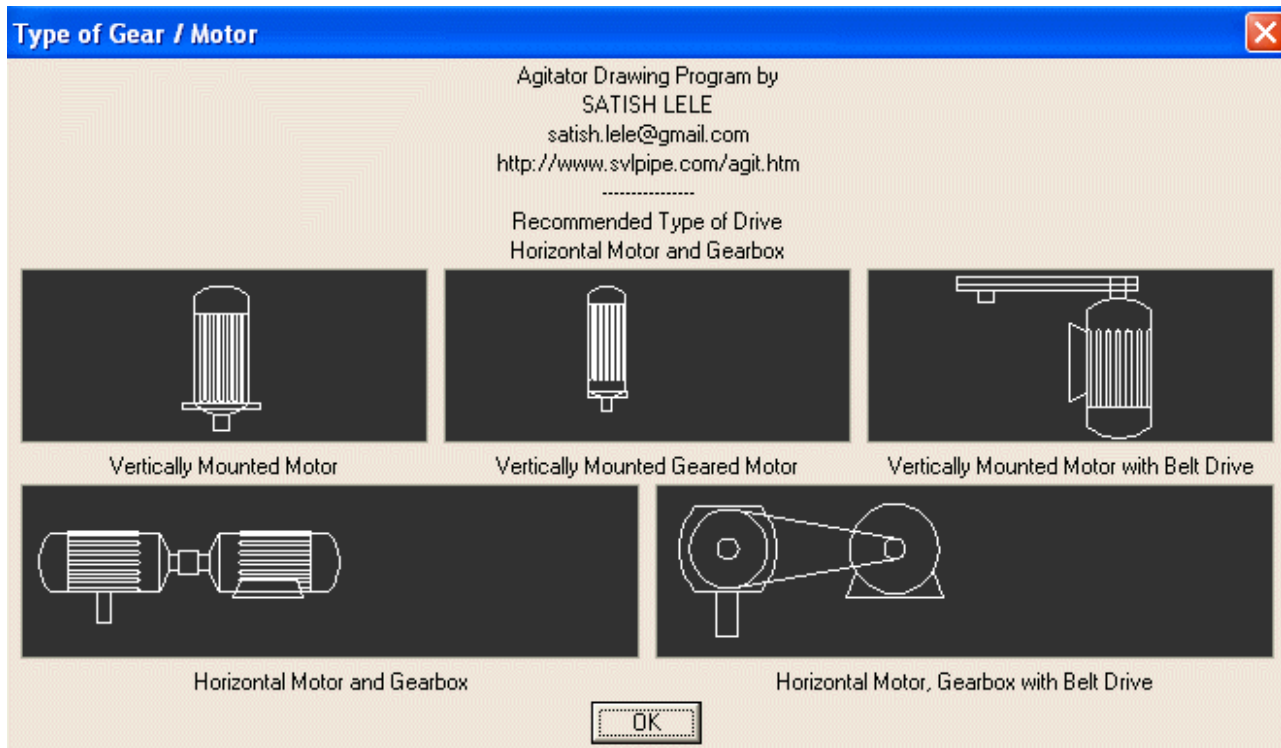 Type of Gear / Motor
Agitator Drawing Program by
SATISH LELE
satish.lele@gmail.com
http://www.svlpipe.com/agit.htm
----------------
Recommended Type of Drive
Horizontal Motor and Gearbox
Vertically Mounted Motor
Vertically Mounted Geared Motor
Vertically Mounted Motor with Belt Drive
Horizontal Motor and Gearbox
Horizontal Motor, Gearbox with Belt Drive
OK